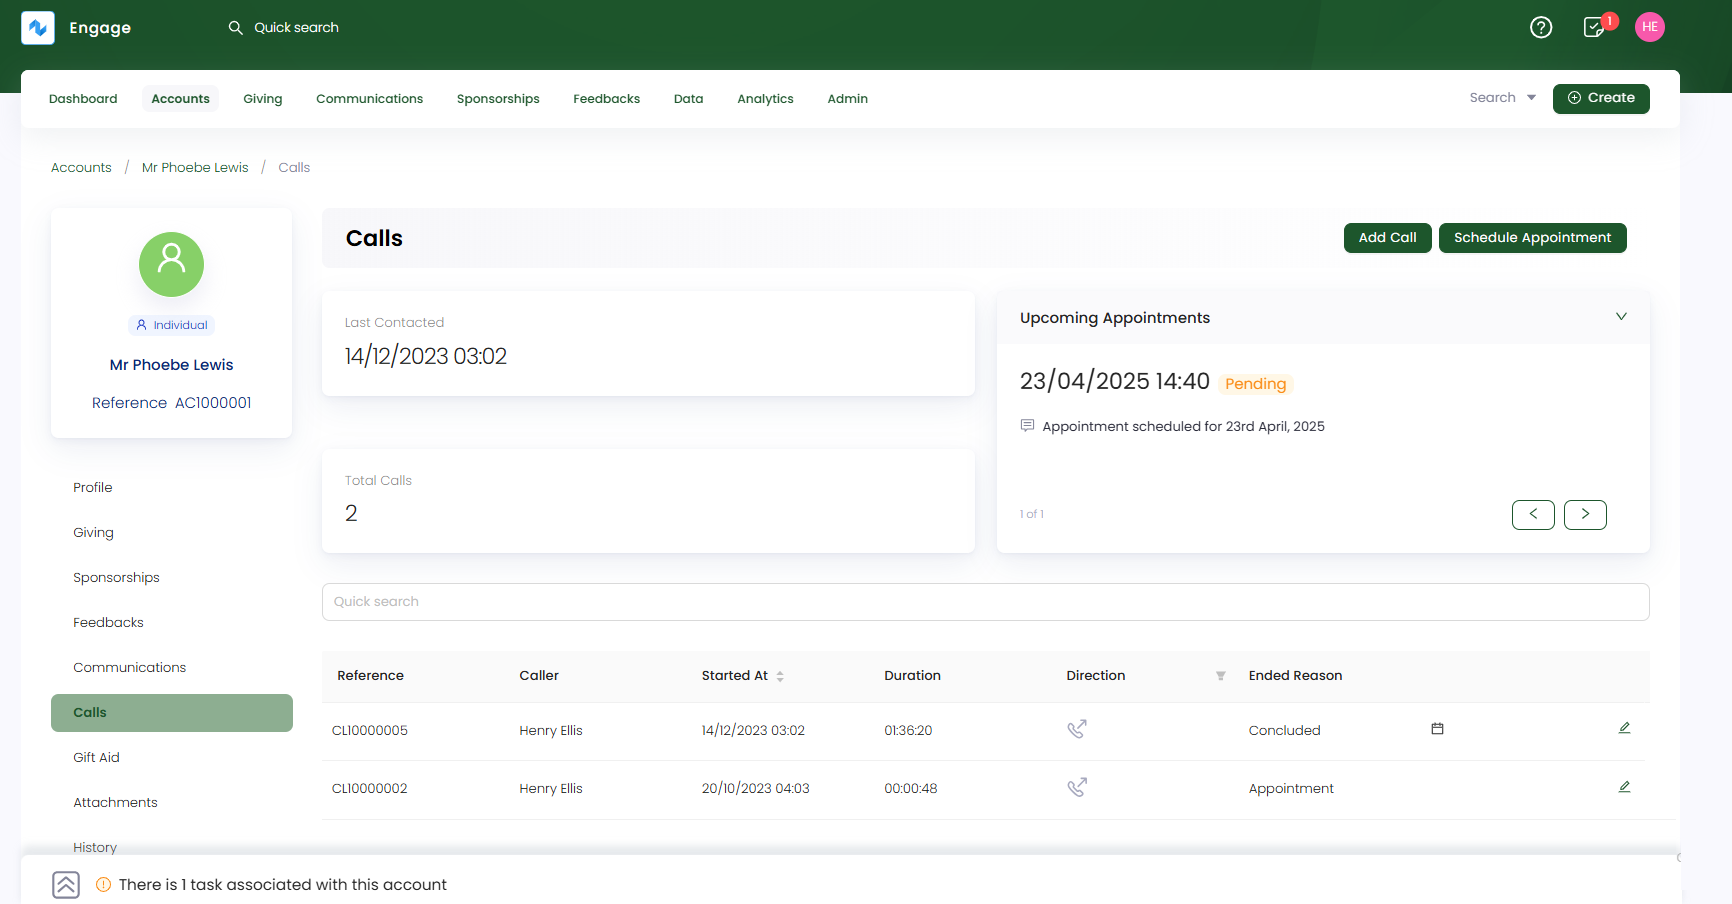 Engage
Quick search
1
HE
Dashboard
Accounts
Giving
Communications
Sponsorships
Feedbacks
Data
Analytics
Admin
Search
Create
Accounts / Mr Phoebe Lewis / Calls
Individual
Mr Phoebe Lewis
Reference AC1000001
Profile
Giving
Sponsorships
Feedbacks
Communications
Calls
Gift Aid
Attachments
History
Calls
Add Call
Schedule Appointment
Last Contacted
14/12/2023 03:02
Total Calls
2
Upcoming Appointments
23/04/2025 14:40 Pending
Appointment scheduled for 23rd April, 2025
1 of 1
Quick search
Reference Caller Started At Duration Direction Ended Reason
CL10000005 Henry Ellis 14/12/2023 03:02 01:36:20 Concluded
CL10000002 Henry Ellis 20/10/2023 04:03 00:00:48 Appointment
There is 1 task associated with this account